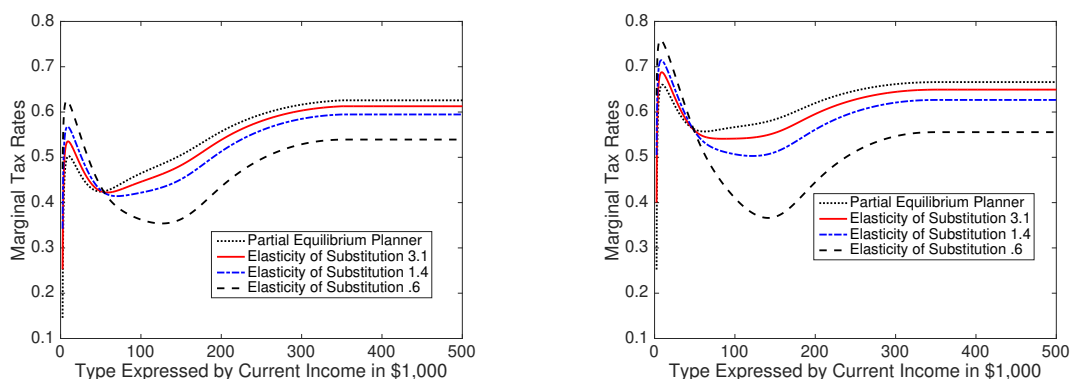 Marginal Tax Rates
0.8
0.7
0.6
0.5
0.4
0.3
0.2
0.1
Partial Equilibrium Planner
Elasticity of Substitution 3.1
Elasticity of Substitution 1.4
Elasticity of Substitution .6
0 100 200 300 400 500
Type Expressed by Current Income in $1,000
Marginal Tax Rates
0.8
0.7
0.6
0.5
0.4
0.3
0.2
0.1
Partial Equilibrium Planner
Elasticity of Substitution 3.1
Elasticity of Substitution 1.4
Elasticity of Substitution .6
0 100 200 300 400 500
Type Expressed by Current Income in $1,000